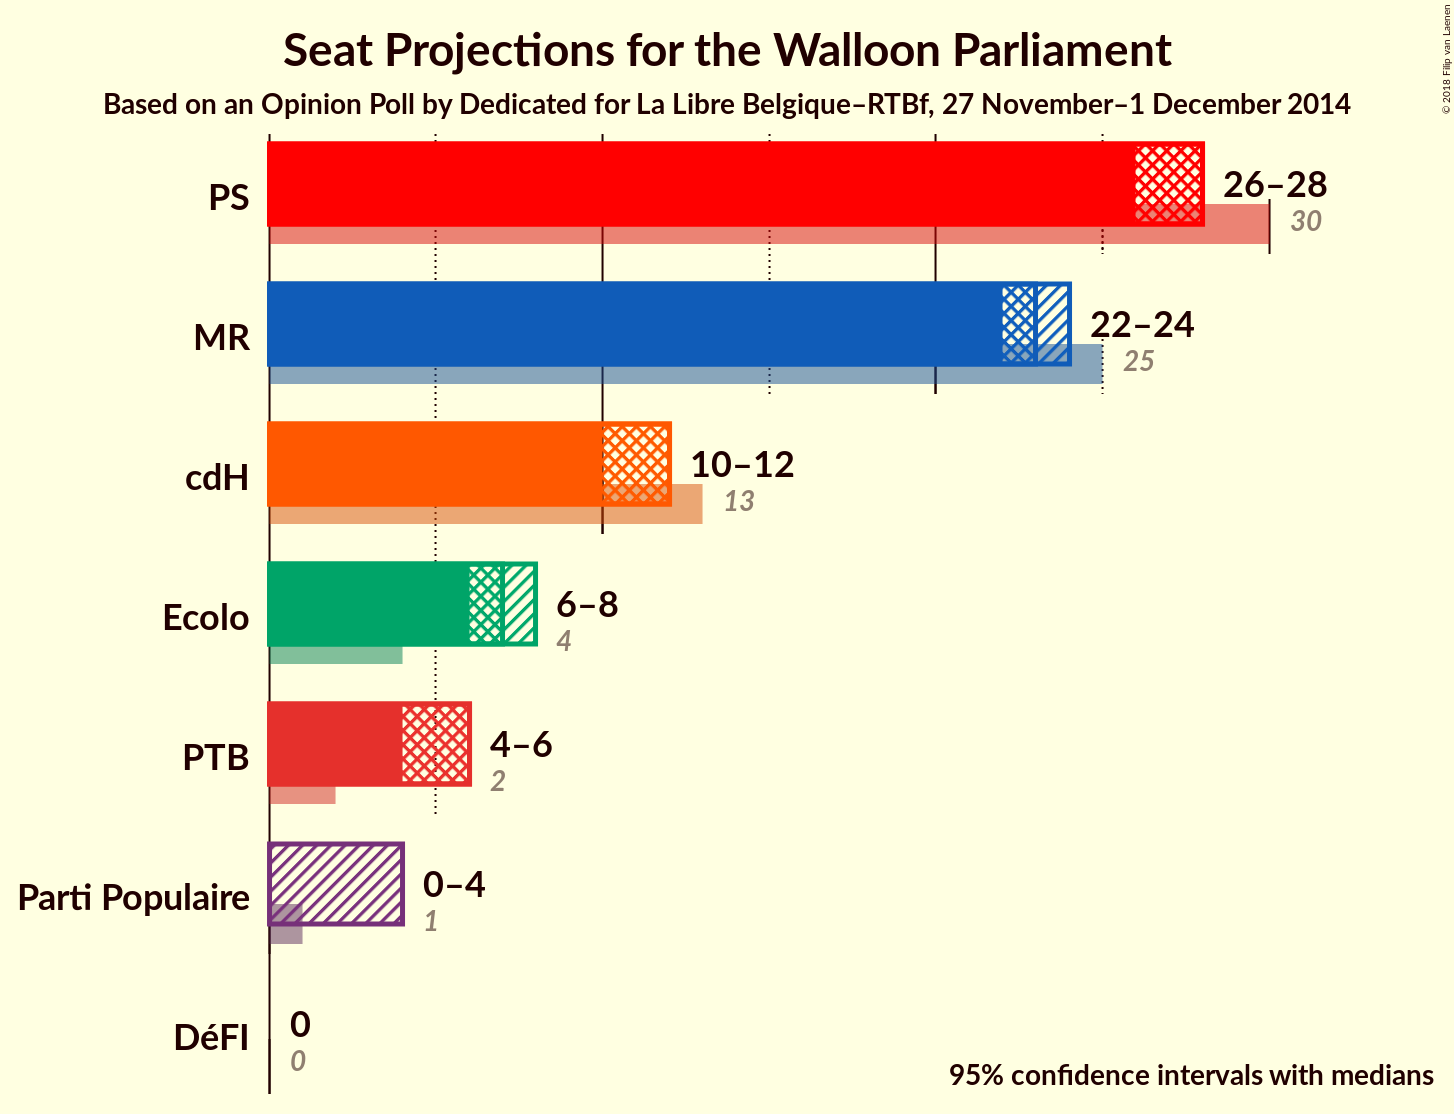 Seat Projections for the Walloon Parliament
Based on an Opinion Poll by Dedicated for La Libre Belgique–RTBf, 27 November–1 December 2014
© 2018 Filip van Laenen
PS
26–28
30
MR
22–24
25
cdH
10–12
13
Ecolo
6–8
4
PTB
4–6
2
Parti Populaire
0–4
1
DéFI
0
0
95% confidence intervals with medians